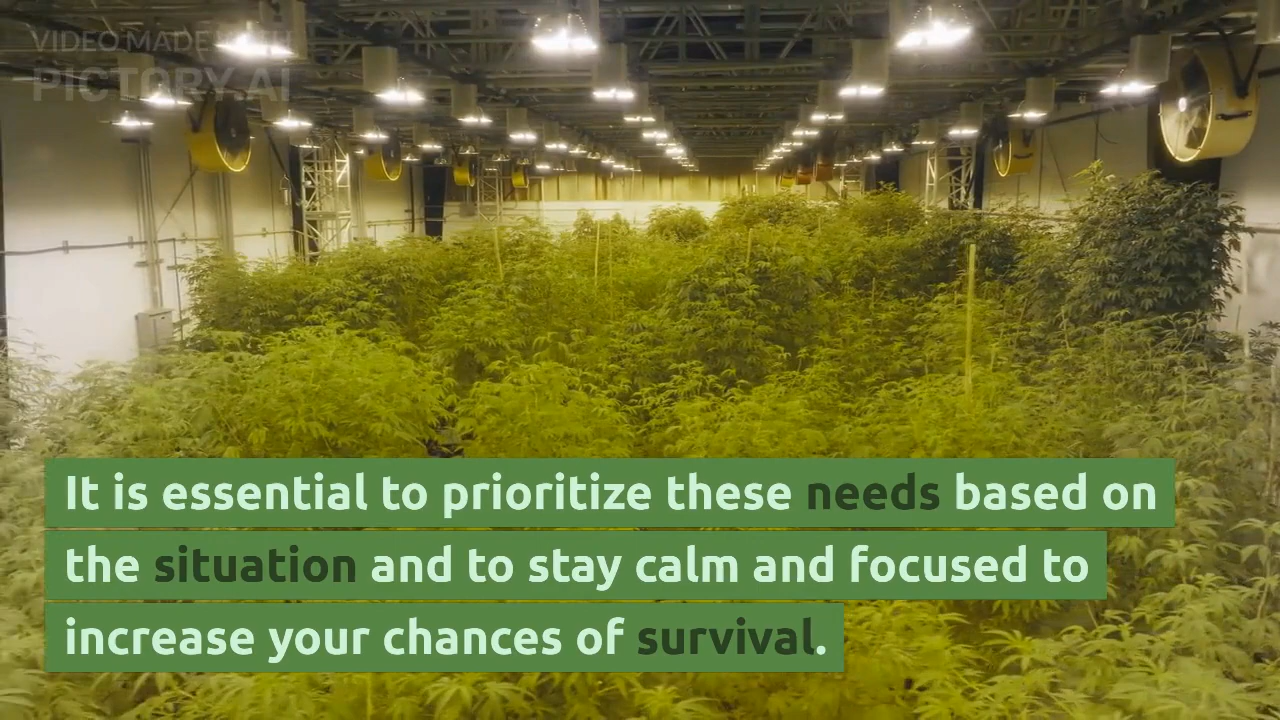 VIDEO MADE WITH
PICTORY.AI
It is essential to prioritize these needs based on
the situation and to stay calm and focused to
increase your chances of survival.